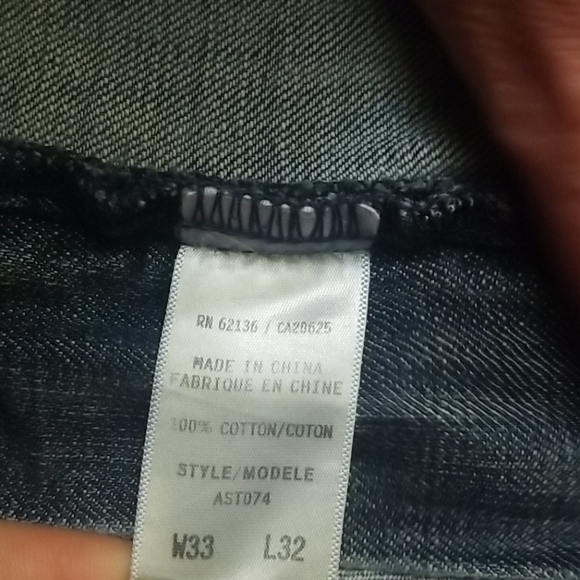 RN 62136 / CA20625
MADE IN CHINA
FABRIQUE EN CHINE
100% COTTON/COTON
STYLE/MODELE
AST074
W33 L32